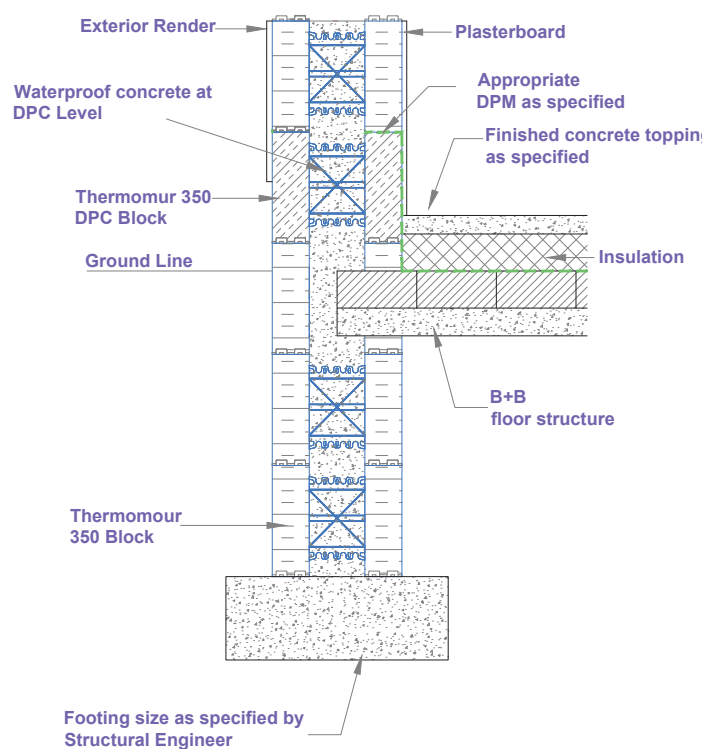 Exterior Render
Plasterboard
Waterproof concrete at
DPC Level
Appropriate
DPM as specified
Finished concrete topping
as specified
Thermomur 350
DPC Block
Ground Line
Insulation
B+B
floor structure
Thermomour
350 Block
Footing size as specified by
Structural Engineer